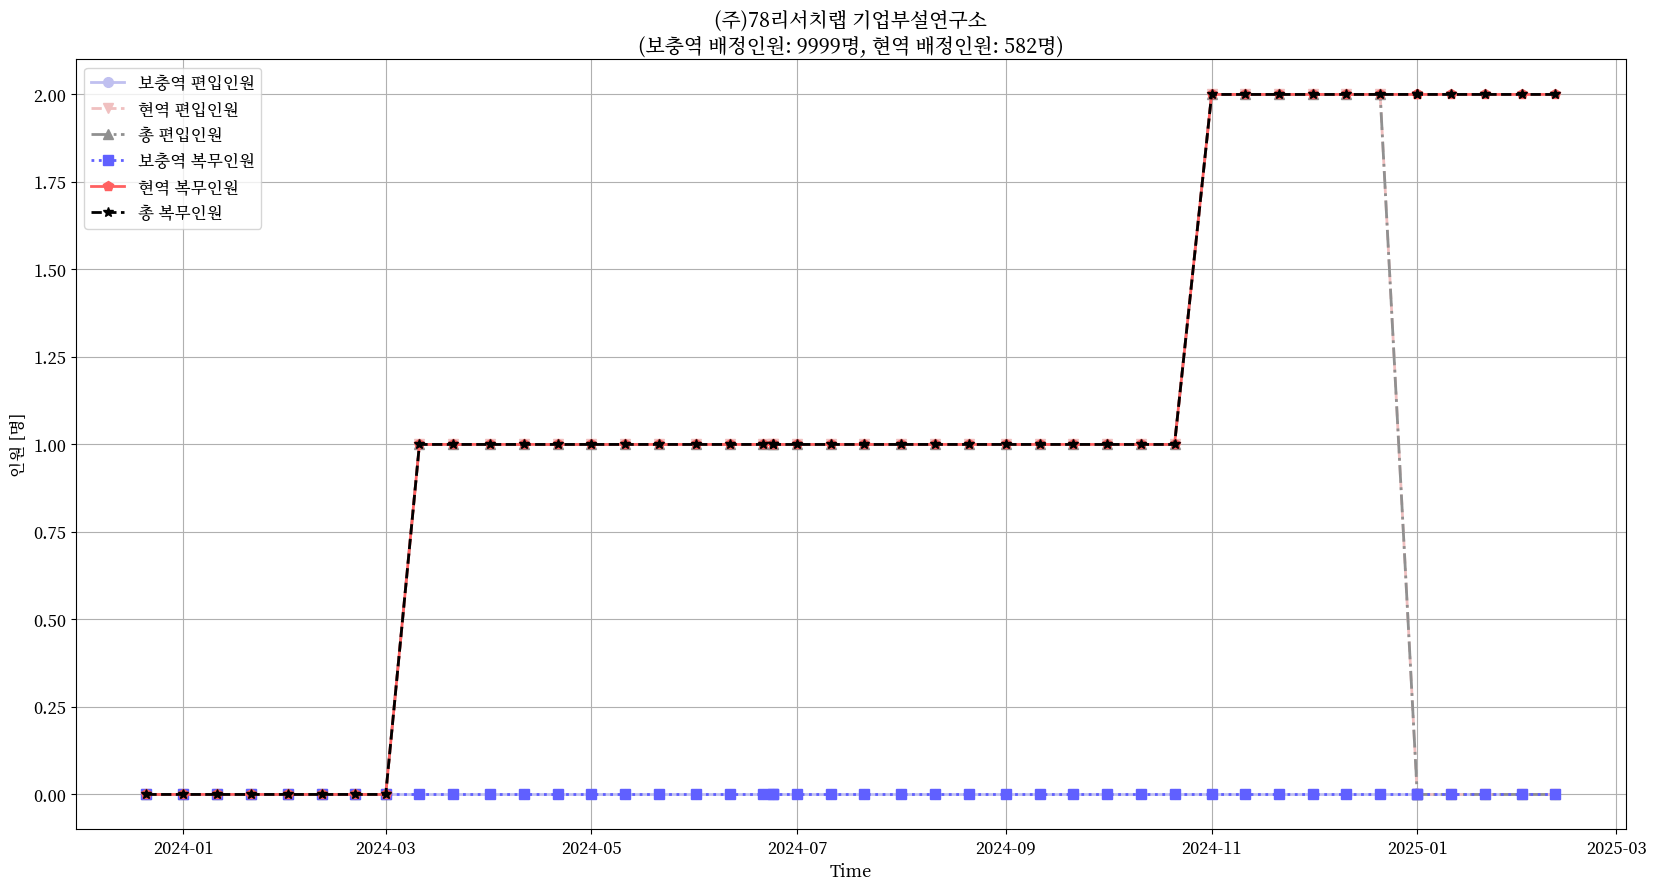 (주)78리서치랩 기업부설연구소
(보충역 배정인원: 9999명, 현역 배정인원: 582명)
보충역 편입인원
현역 편입인원
총 편입인원
보충역 복무인원
현역 복무인원
총 복무인원
2.00
1.75
1.50
1.25
1.00
0.75
0.50
0.25
0.00
인원 [명]
2024-01 2024-03 2024-05 2024-07 2024-09 2024-11 2025-01 2025-03
Time